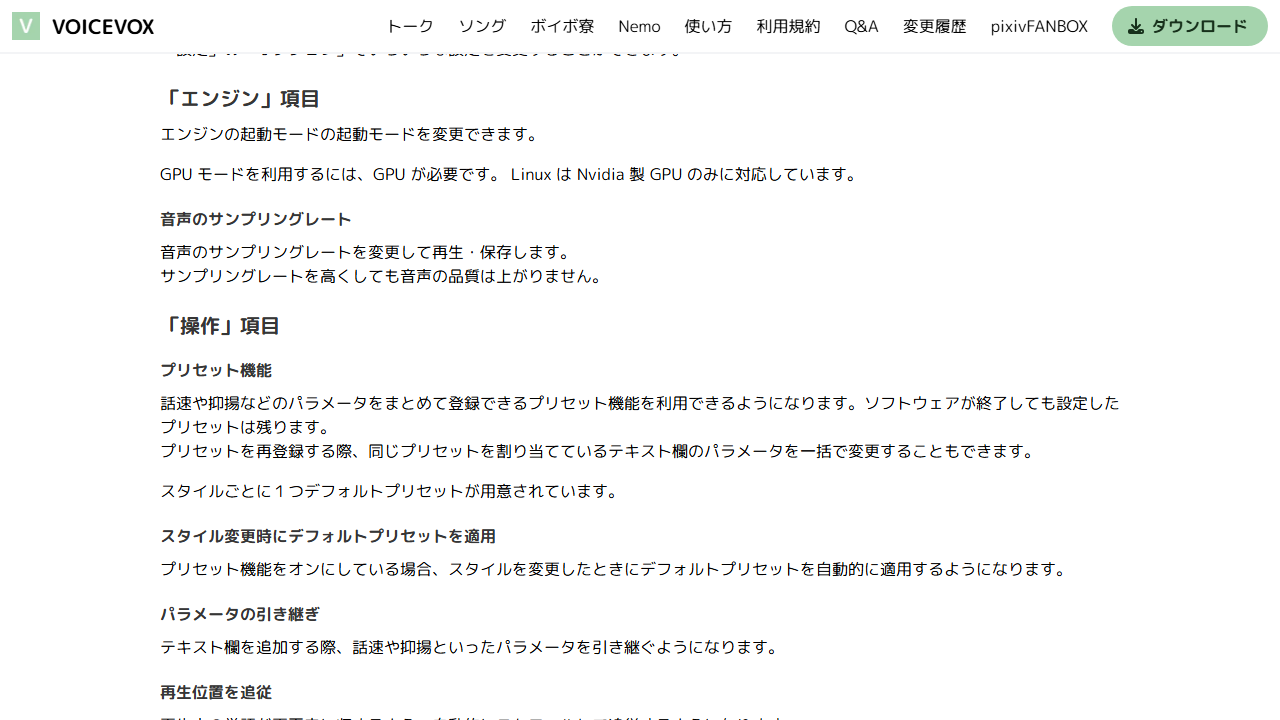 V VOICEVOX トーク ソング ボイボ寮 Nemo 使い方 利用規約 Q&A 変更履歴 pixivFANBOX ダウンロード
「エンジン」項目
エンジンの起動モードの起動モードを変更できます。
GPU モードを利用するには、GPU が必要です。 Linux は Nvidia 製 GPU のみに対応しています。
音声のサンプリングレート
音声のサンプリングレートを変更して再生・保存します。
サンプリングレートを高くしても音声の品質は上がりません。
「操作」項目
プリセット機能
話速や抑揚などのパラメータをまとめて登録できるプリセット機能を利用できるようになります。ソフトウェアが終了しても設定した
プリセットは残ります。
プリセットを再登録する際、同じプリセットを割り当てているテキスト欄のパラメータを一括で変更することもできます。
スタイルごとに１つデフォルトプリセットが用意されています。
スタイル変更時にデフォルトプリセットを適用
プリセット機能をオンにしている場合、スタイルを変更したときにデフォルトプリセットを自動的に適用するようになります。
パラメータの引き継ぎ
テキスト欄を追加する際、話速や抑揚といったパラメータを引き継ぐようになります。
再生位置を追従